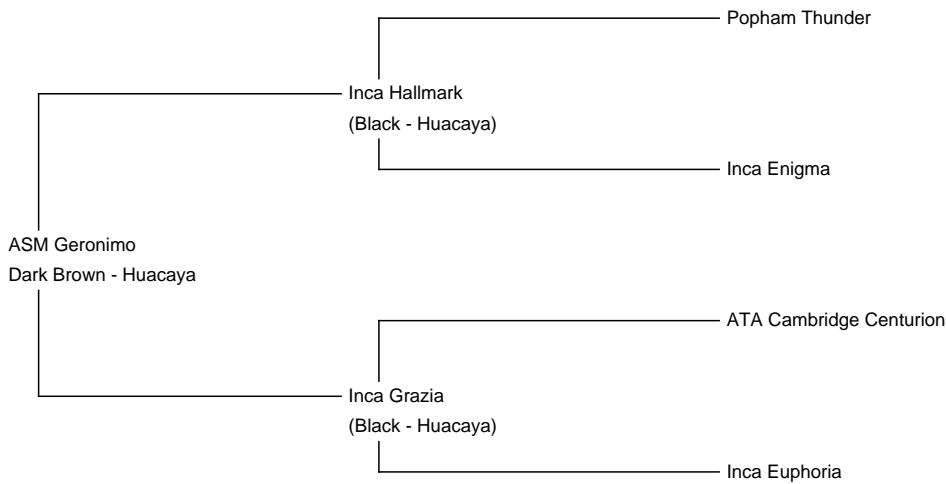 Popham Thunder
Inca Hallmark
(Black - Huacaya)
Inca Enigma
ASM Geronimo
Dark Brown - Huacaya
ATA Cambridge Centurion
Inca Grazia
(Black - Huacaya)
Inca Euphoria